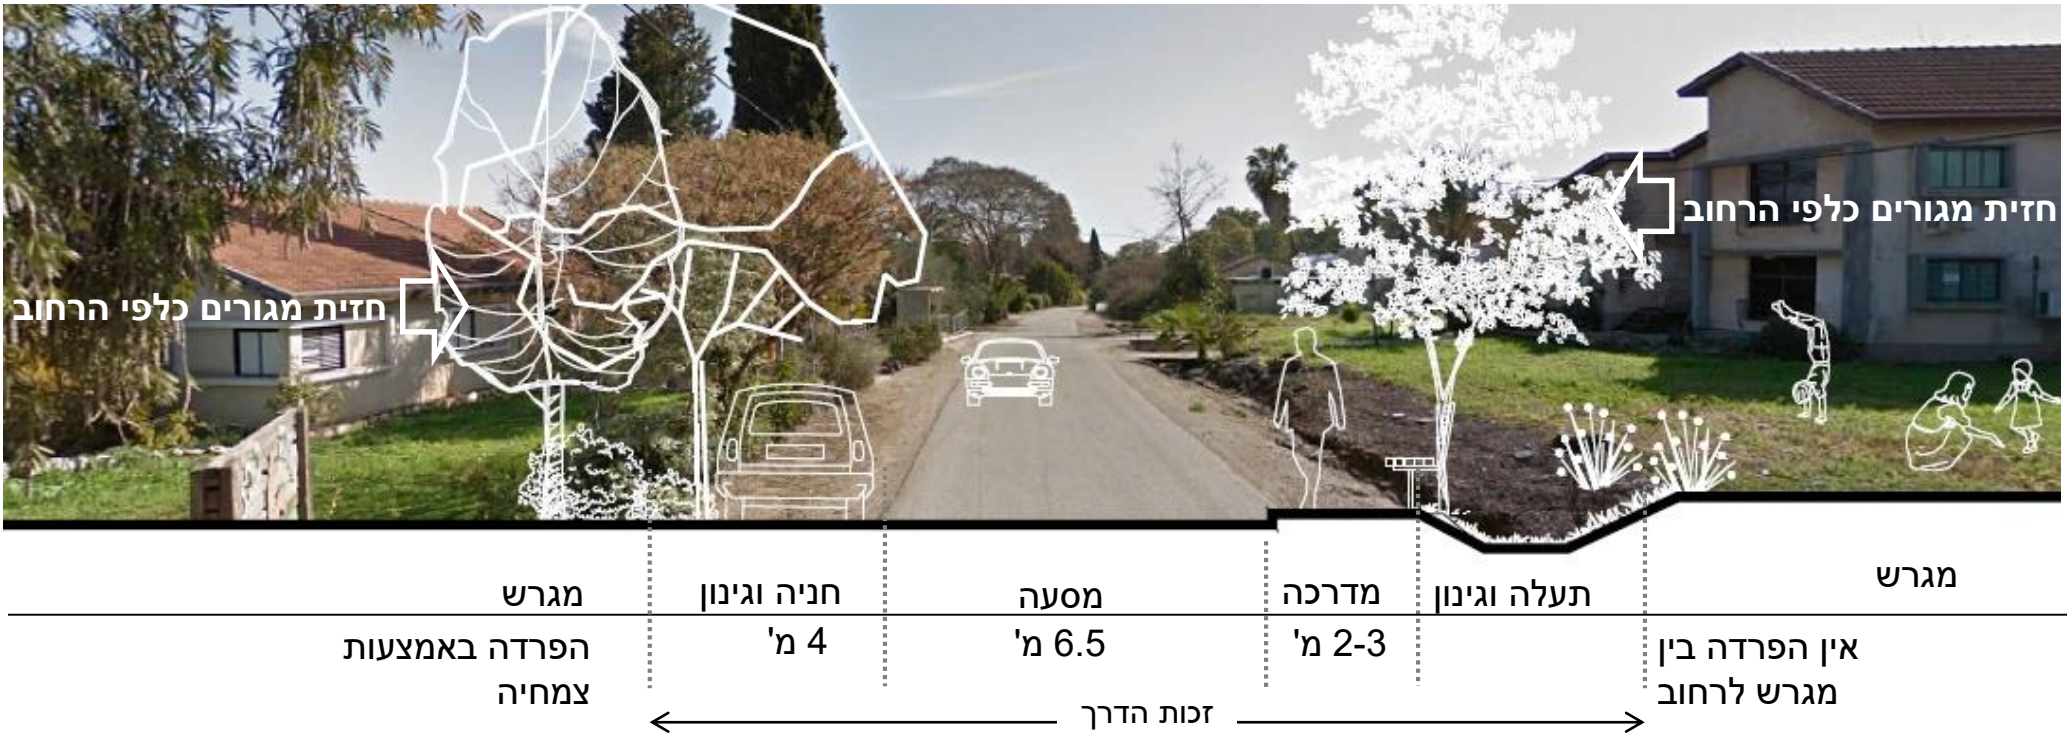 חזית מגורים כלפי הרחוב
חזית מגורים כלפי הרחוב
מגרש
תעלה וגינון
מדרכה
מסעה
חניה וגינון
מגרש
אין הפרדה בין
מגרש לרחוב
2-3 מ'
6.5 מ'
4 מ'
הפרדה באמצעות
צמחיה
זכות הדרך